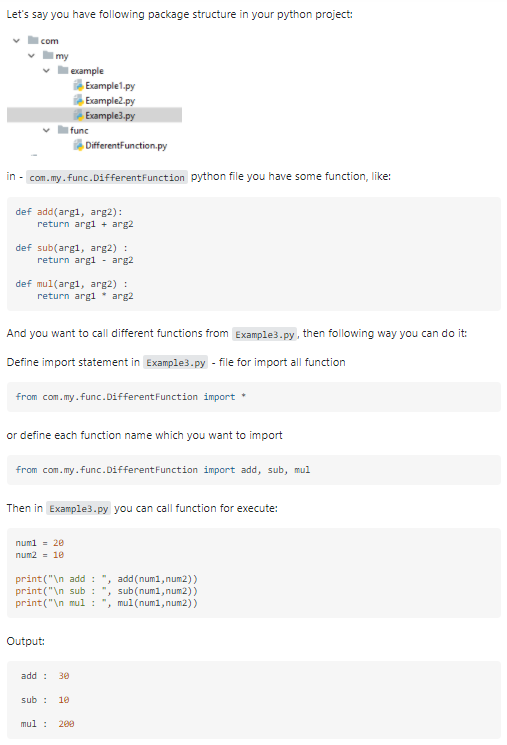 Let's say you have following package structure in your python project:
com
my
example
Example1.py
Example2.py
Example3.py
func
DifferentFunction.py
in - com.my.func.DifferentFunction python file you have some function, like:
def add(arg1, arg2):
    return arg1 + arg2
def sub(arg1, arg2) :
    return arg1 - arg2
def mul(arg1, arg2) :
    return arg1 * arg2
And you want to call different functions from Example3.py, then following way you can do it:
Define import statement in Example3.py - file for import all function
from com.my.func.DifferentFunction import *
or define each function name which you want to import
from com.my.func.DifferentFunction import add, sub, mul
Then in Example3.py you can call function for execute:
num1 = 20
num2 = 10
print("\n add : ", add(num1,num2))
print("\n sub : ", sub(num1,num2))
print("\n mul : ", mul(num1,num2))
Output:
add :  30
sub :  10
mul :  200